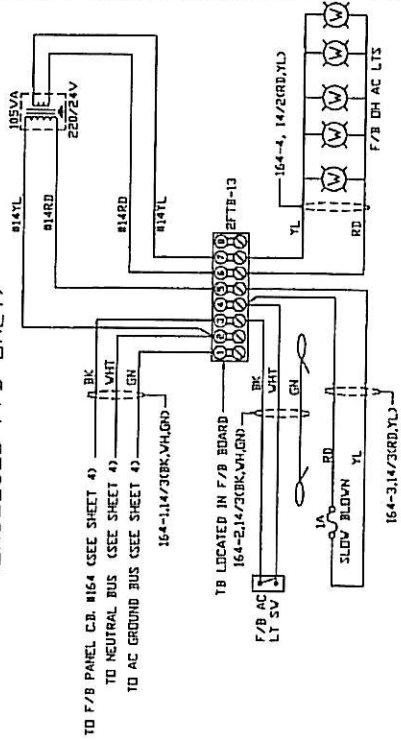 105VA
220/24V
#14YL
#14RD
#14RD
#14YL
2FTB-13
1 2 3 4 5 6 7 8
164-4, 14/2(RD,YL)
YL
RD
W W W W W
F/B OH AC LTS
TO F/B PANEL C.B. #164 (SEE SHEET 4)
TO NEUTRAL BUS (SEE SHEET 4)
TO AC GROUND BUS (SEE SHEET 4)
BK
WHT
GN
164-1,14/3(BK,WH,GN)
TB LOCATED IN F/B BOARD
164-2,14/3(BK,WH,GN)
BK
WHT
GN
F/B AC
LT SW
1A
SLOW BLOWN
RD
YL
164-3,14/3(RD,YL)